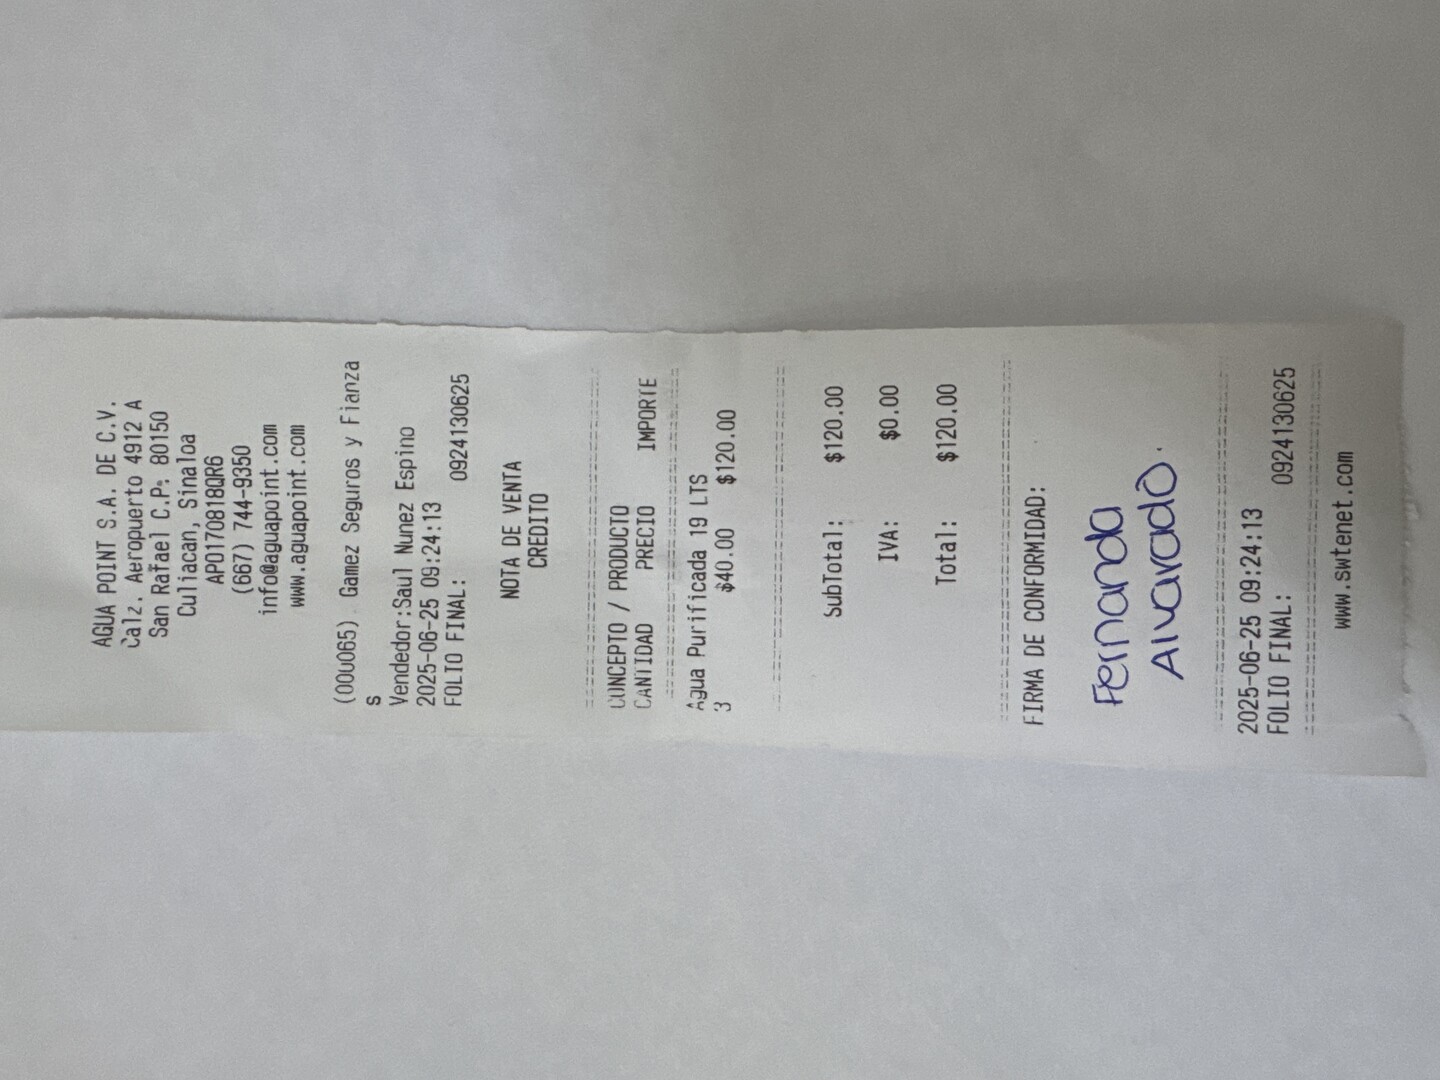 AGUA POINT S.A. DE C.V.
Calz. Aeropuerto 4912 A
San Rafael C.P. 80150
Culiacan, Sinaloa
APO170818QR6
(667) 744-9350
info@aguapoint.com
www.aguapoint.com
(000065) Gamez Seguros y Fianza
s
Vendedor:Saul Nunez Espino
2025-06-25 09:24:13
FOLIO FINAL: 0924130625
NOTA DE VENTA
CREDITO
CONCEPTO / PRODUCTO
CANTIDAD PRECIO IMPORTE
Agua Purificada 19 LTS
3 $40.00 $120.00
SubTotal: $120.00
IVA: $0.00
Total: $120.00
FIRMA DE CONFORMIDAD:
Fernanda
Alvarado.
2025-06-25 09:24:13
FOLIO FINAL: 0924130625
www.swtenet.com